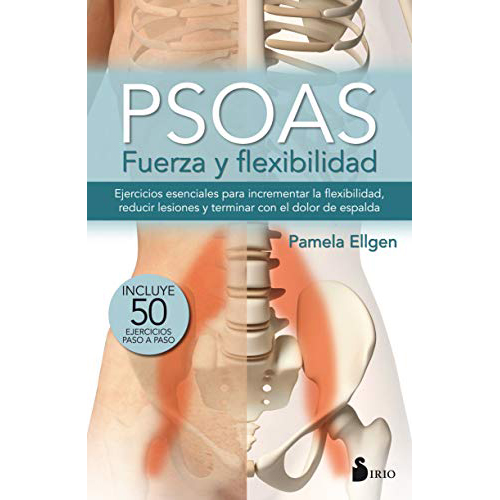 PSOAS
Fuerza y flexibilidad
Ejercicios esenciales para incrementar la flexibilidad,
reducir lesiones y terminar con el dolor de espalda
Pamela Ellgen
INCLUYE
50
EJERCICIOS
PASO A PASO
SIRIO